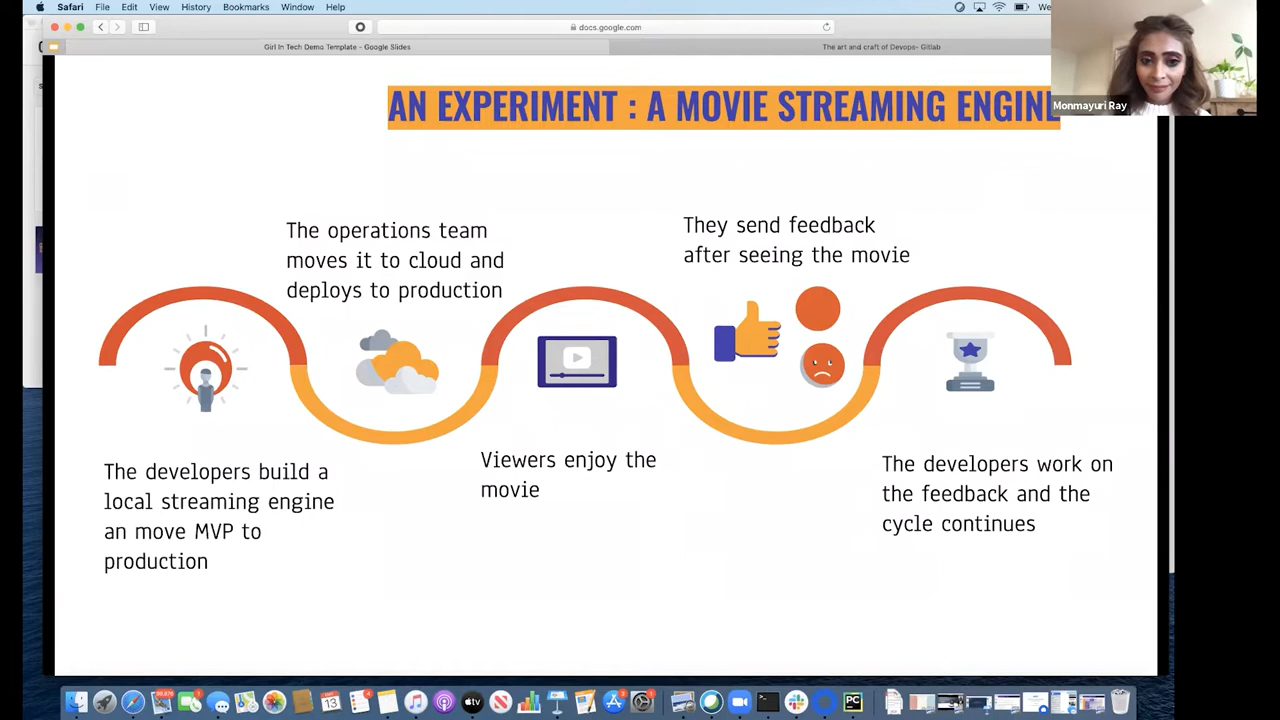 Safari File Edit View History Bookmarks Window Help
docs.google.com
Girl In Tech Demo Template - Google Slides
The art and craft of Devops- Gitlab
Monmayuri Ray
AN EXPERIMENT : A MOVIE STREAMING ENGINE
The operations team
moves it to cloud and
deploys to production
They send feedback
after seeing the movie
The developers build a
local streaming engine
an move MVP to
production
Viewers enjoy the
movie
The developers work on
the feedback and the
cycle continues